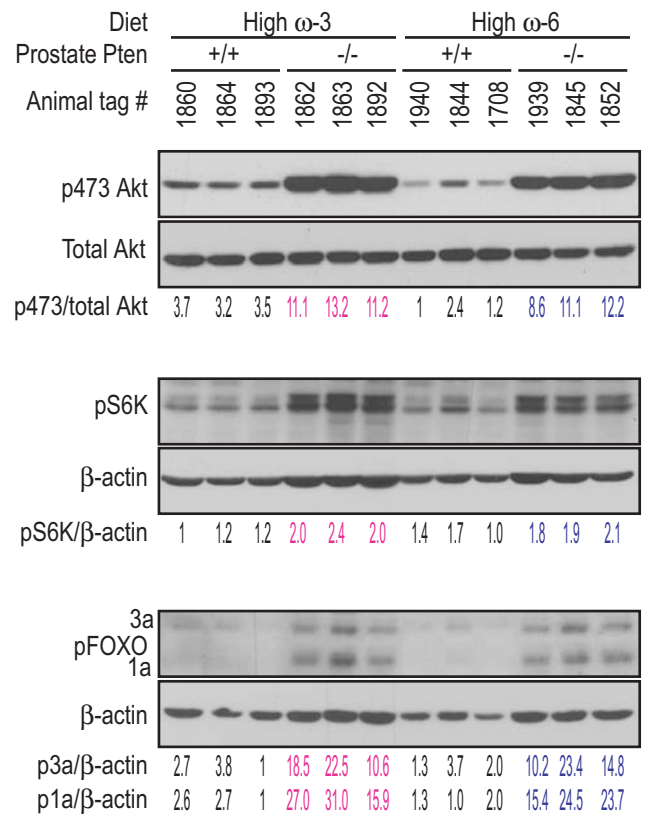 Diet High ω-3 High ω-6
Prostate Pten +/+ -/- +/+ -/-
Animal tag # 1860 1864 1893 1862 1863 1892 1940 1844 1708 1939 1845 1852
p473 Akt
Total Akt
p473/total Akt 3.7 3.2 3.5 11.1 13.2 11.2 1 2.4 1.2 8.6 11.1 12.2
pS6K
β-actin
pS6K/β-actin 1 1.2 1.2 2.0 2.4 2.0 1.4 1.7 1.0 1.8 1.9 2.1
3a
pFOXO
1a
β-actin
p3a/β-actin 2.7 3.8 1 18.5 22.5 10.6 1.3 3.7 2.0 10.2 23.4 14.8
p1a/β-actin 2.6 2.7 1 27.0 31.0 15.9 1.3 1.0 2.0 15.4 24.5 23.7